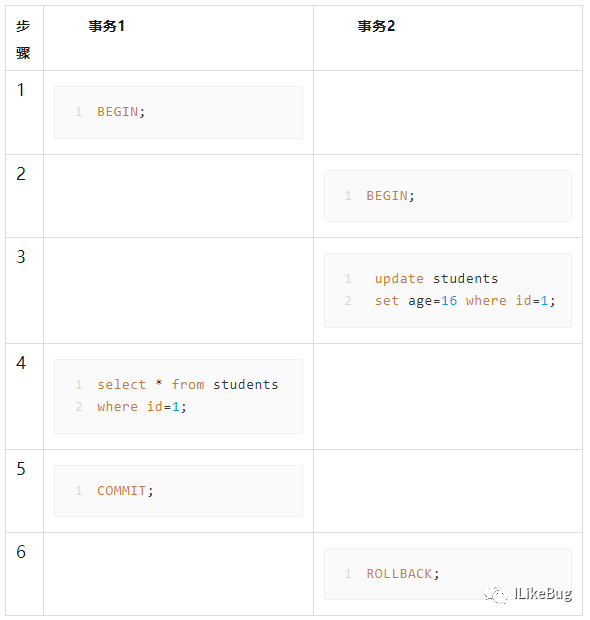 步骤 事务1 事务2
1
1 BEGIN;
2
1 BEGIN;
3
1 update students
2 set age=16 where id=1;
4
1 select * from students
2 where id=1;
5
1 COMMIT;
6
1 ROLLBACK;
ILikeBug